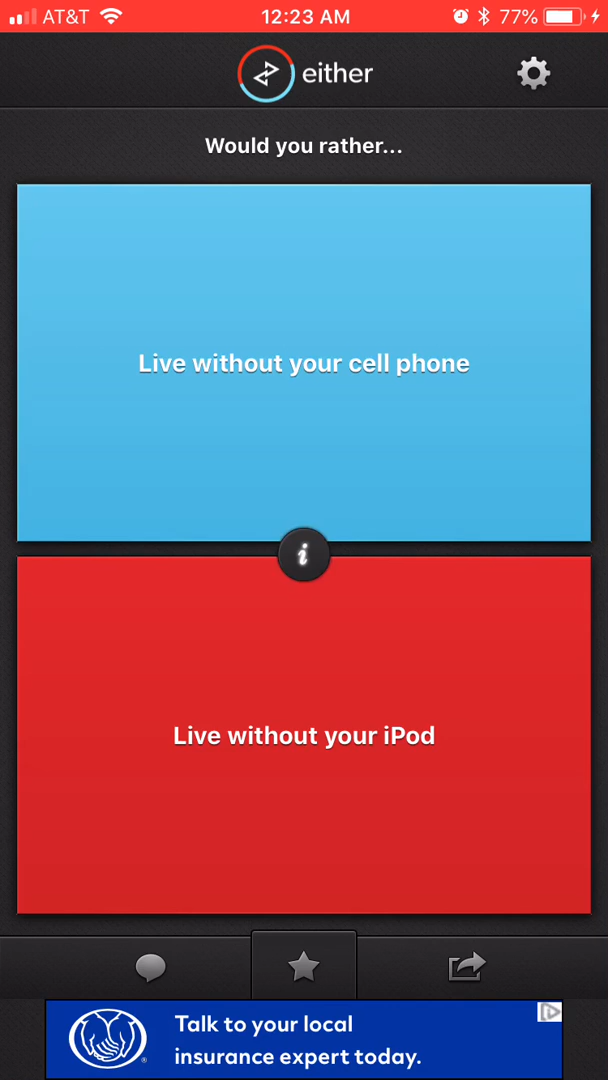 AT&T 12:23 AM 77%
either
Would you rather...
Live without your cell phone
i
Live without your iPod
Talk to your local
insurance expert today.